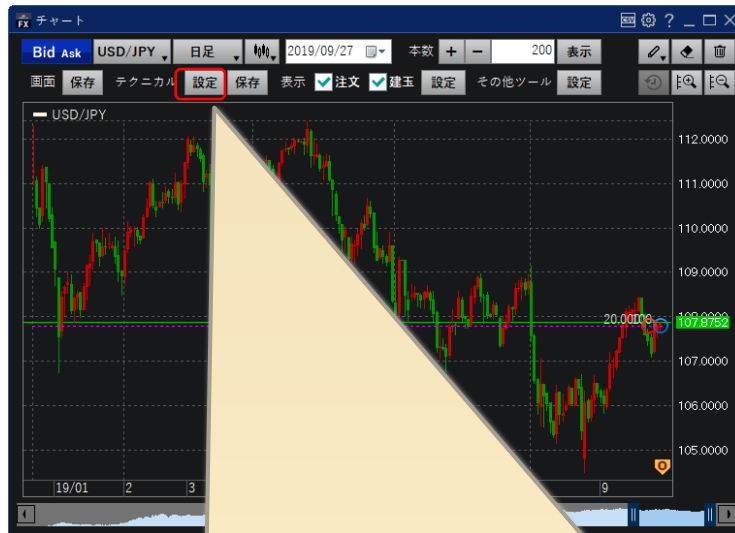 FX チャート ?
Bid Ask USD/JPY 日足 2019/09/27 本数 + − 200 表示
画面 保存 テクニカル 設定 保存 表示 注文 建玉 設定 その他ツール 設定
USD/JPY
112.0000
111.0000
110.0000
109.0000
107.8752
107.0000
106.0000
105.0000
O
19/01 2 3 9